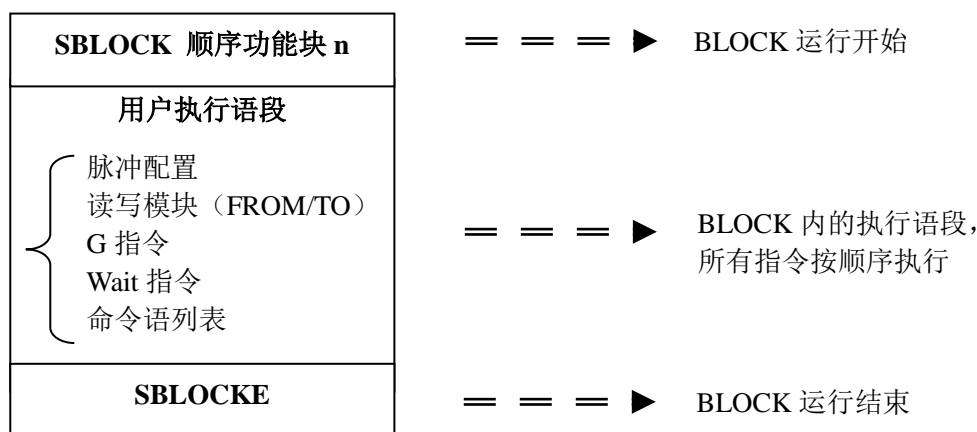 SBLOCK 顺序功能块 n
BLOCK 运行开始
用户执行语段
脉冲配置
读写模块（FROM/TO）
G 指令
Wait 指令
命令语列表
BLOCK 内的执行语段，
所有指令按顺序执行
SBLOCKE
BLOCK 运行结束